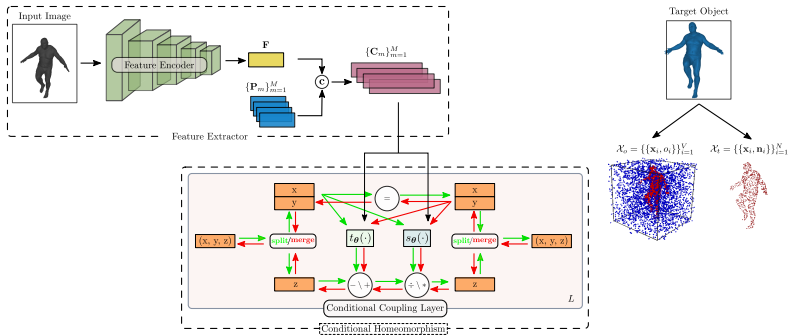 Input Image
Feature Encoder
F
{P_m}_{m=1}^M
C
{C_m}_{m=1}^M
Feature Extractor
Target Object
𝒳_o = {{x_i, o_i}}_{i=1}^V
𝒳_t = {{x_i, n_i}}_{i=1}^N
x
y
=
x
y
(x, y, z)
split/merge
t_θ(·)
s_θ(·)
split/merge
(x, y, z)
z
− \ +
÷ \ *
z
Conditional Coupling Layer
L
Conditional Homeomorphism